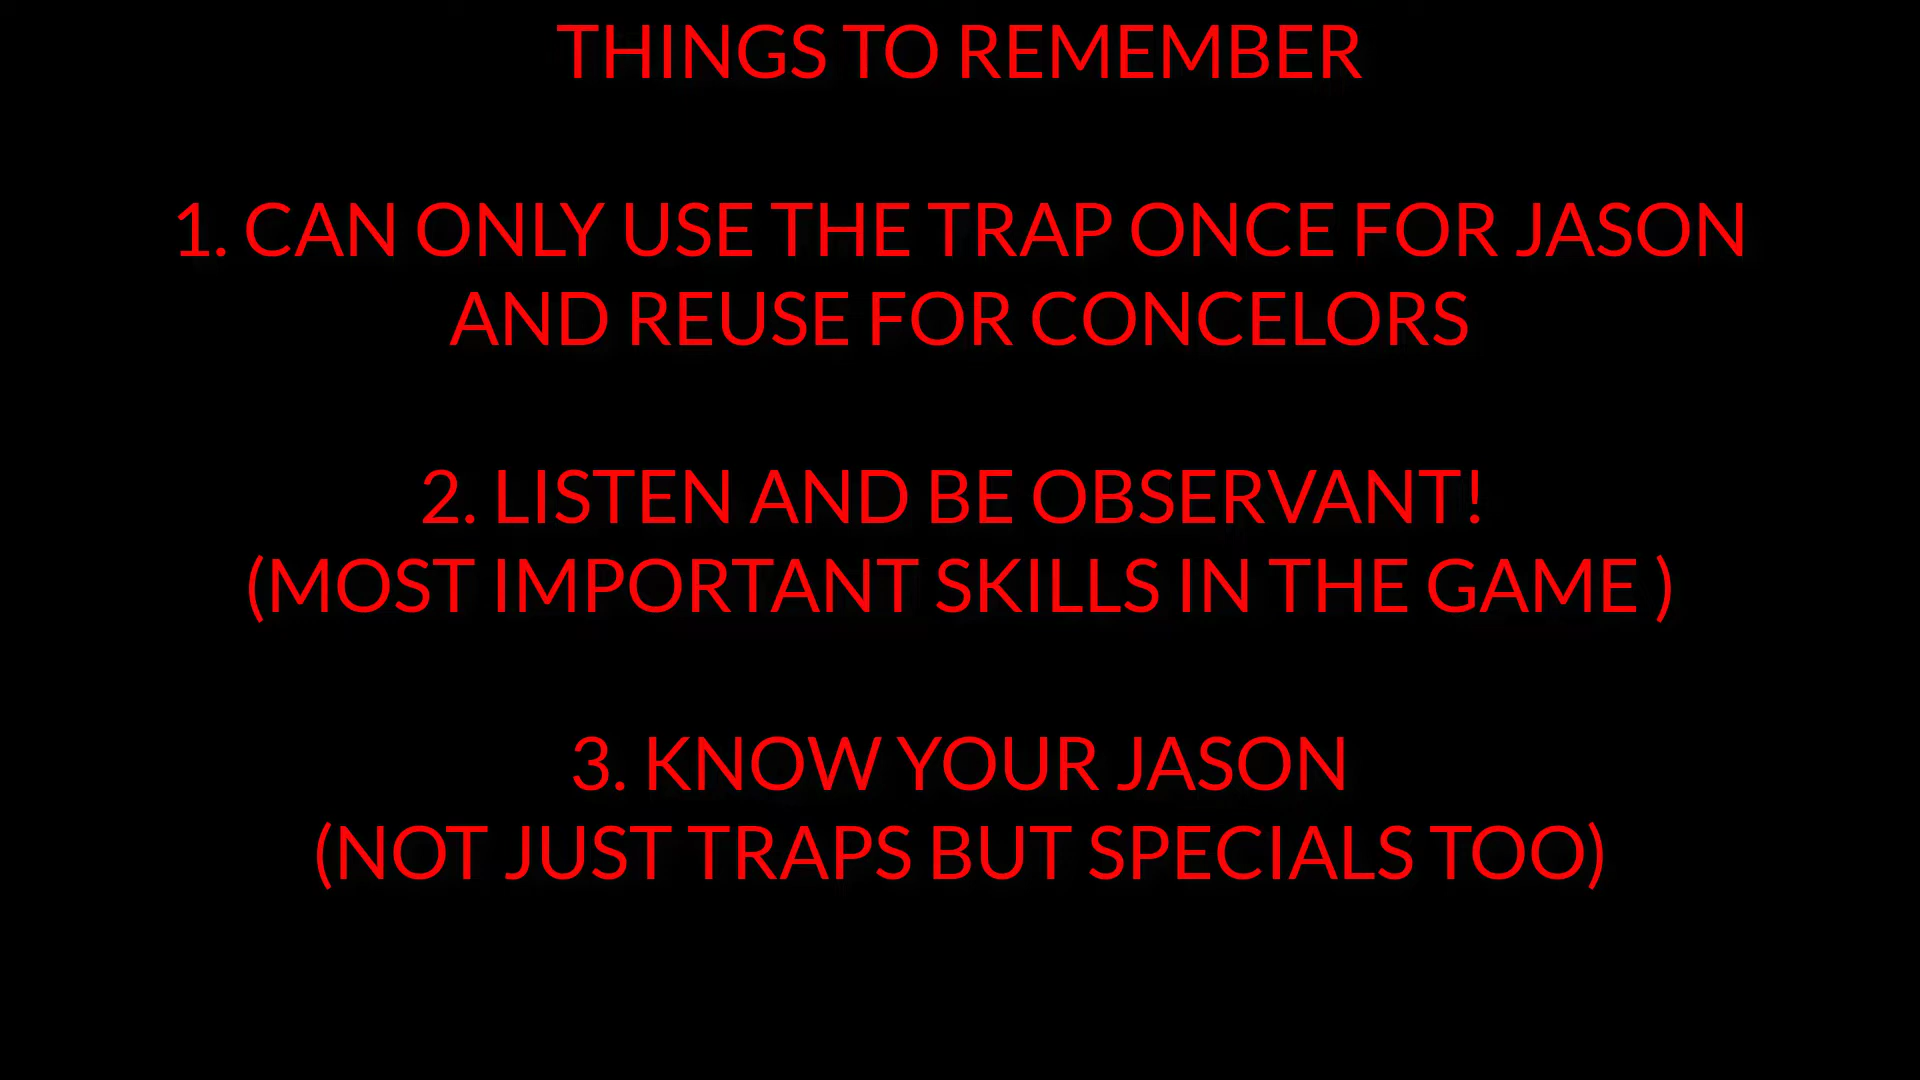 THINGS TO REMEMBER
1. CAN ONLY USE THE TRAP ONCE FOR JASON
AND REUSE FOR CONCELORS
2. LISTEN AND BE OBSERVANT!
(MOST IMPORTANT SKILLS IN THE GAME )
3. KNOW YOUR JASON
(NOT JUST TRAPS BUT SPECIALS TOO)